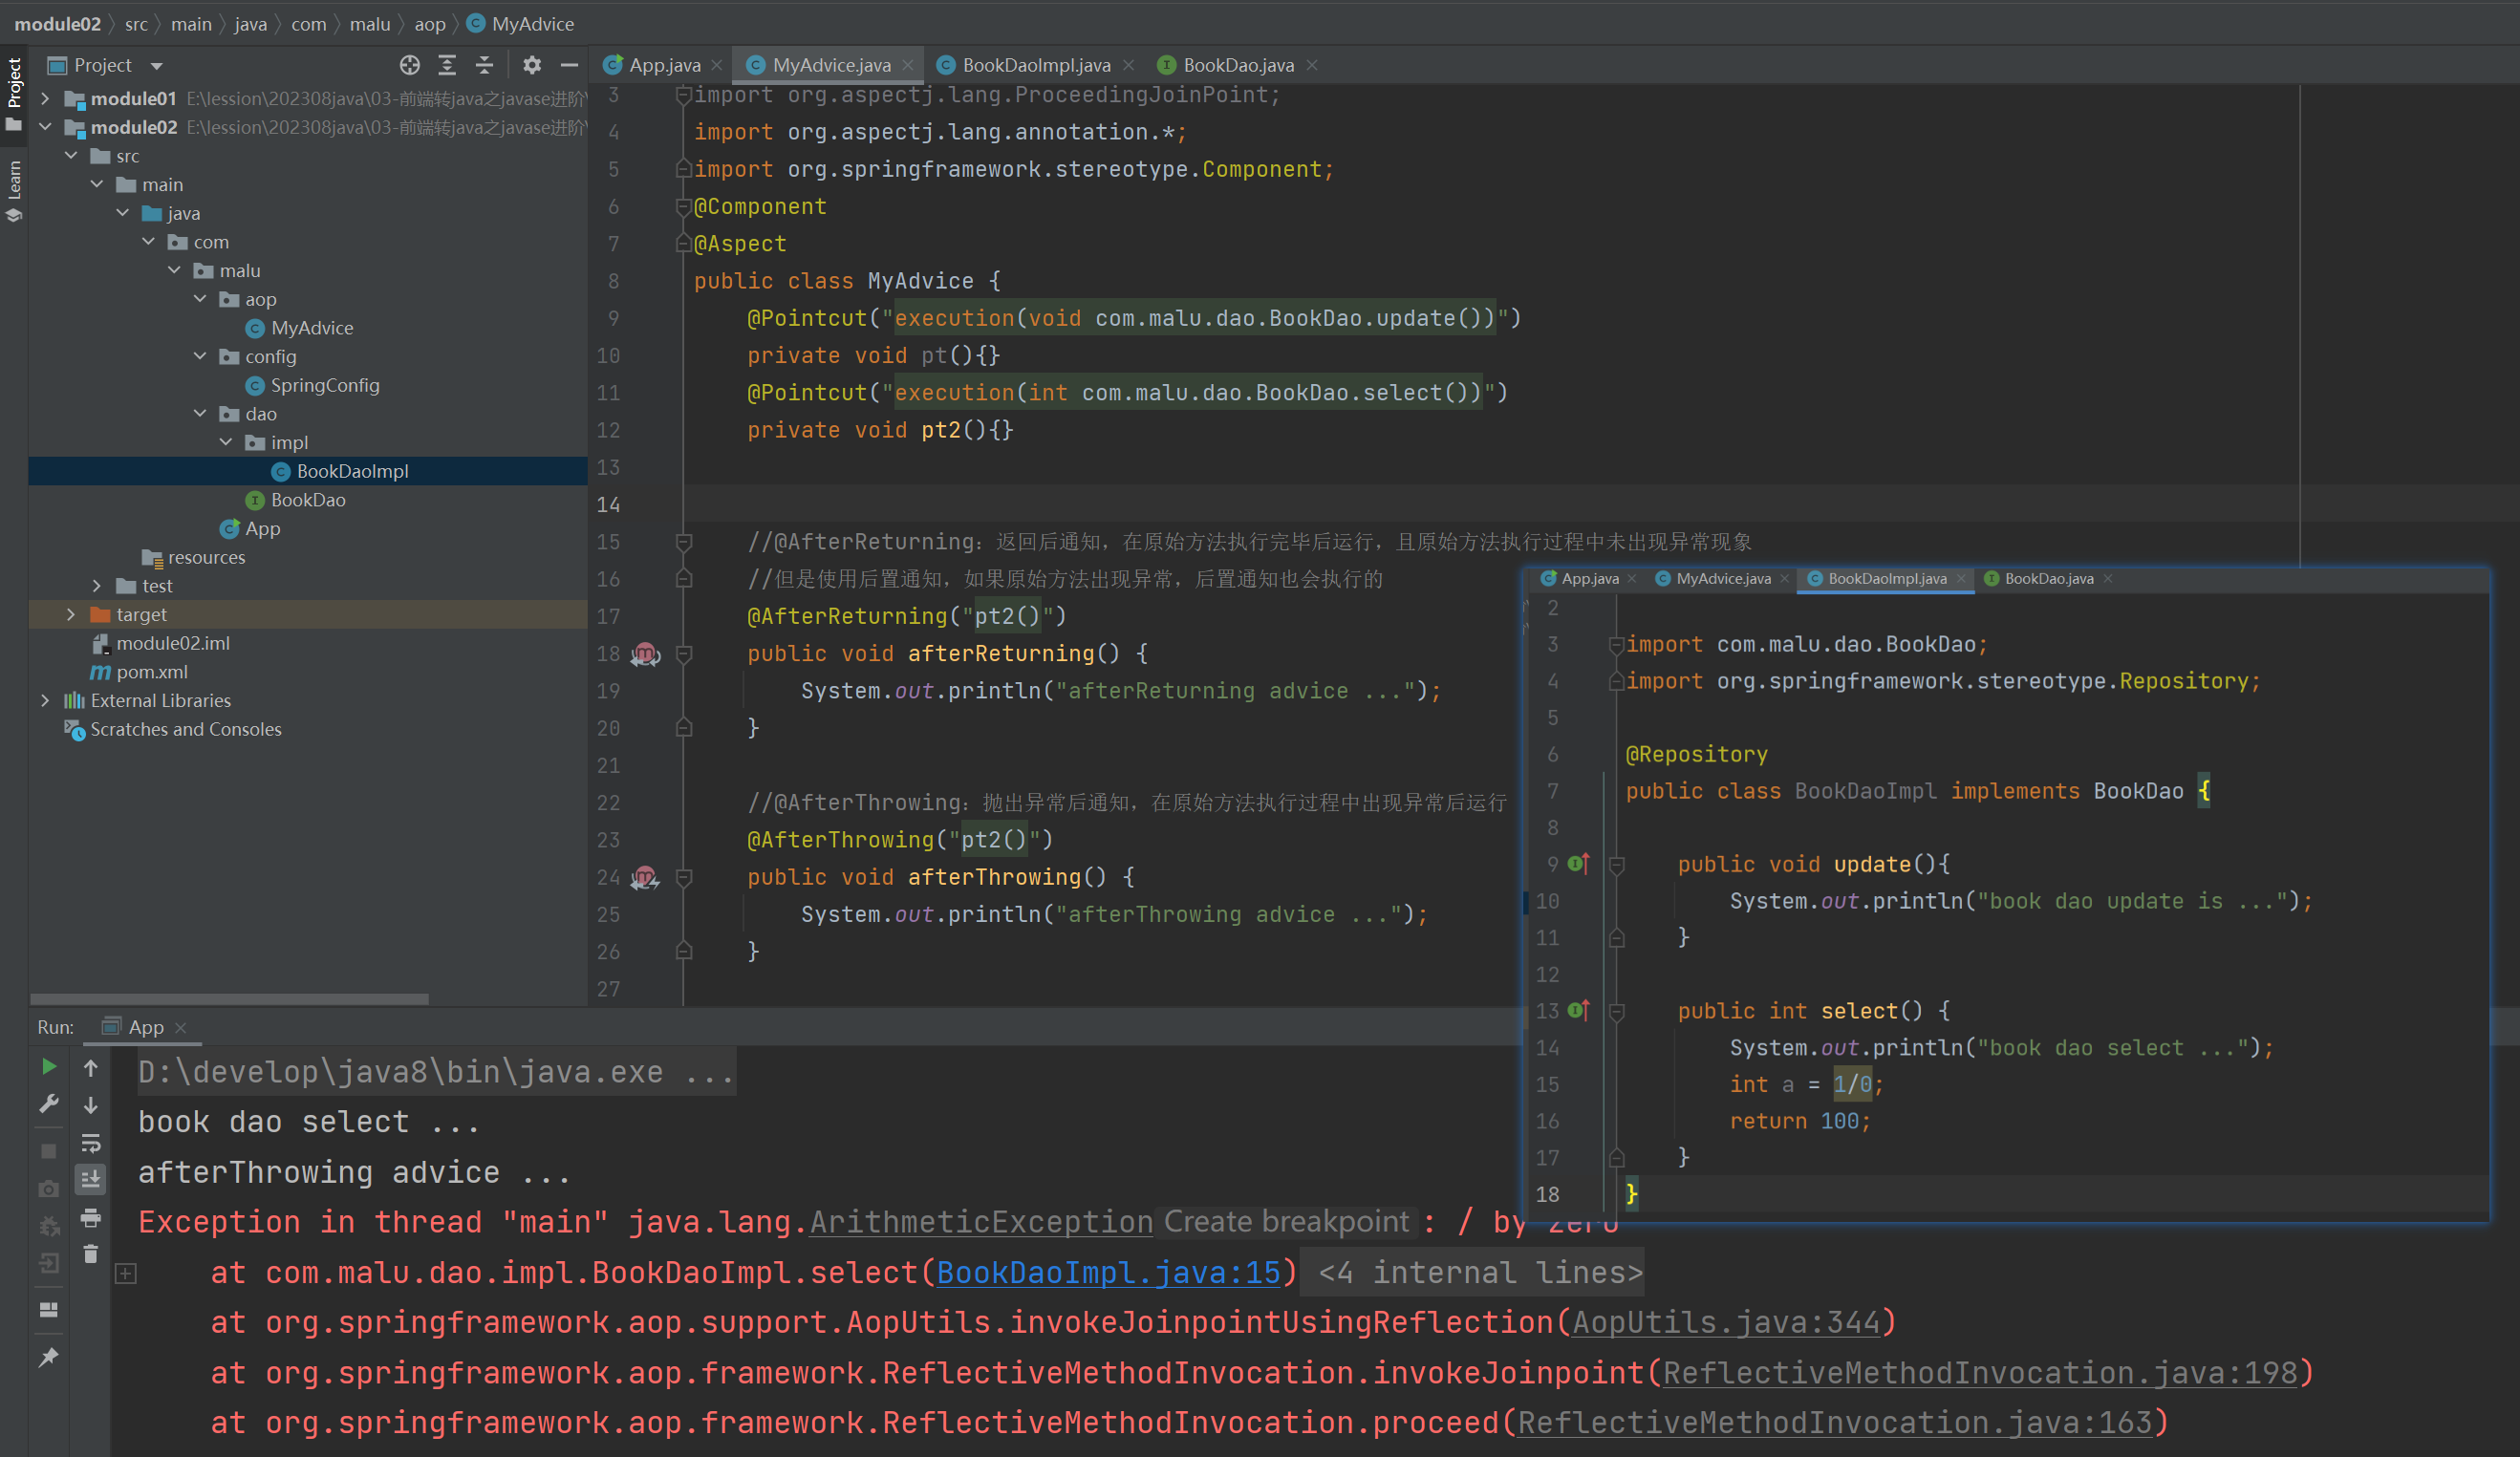 module02 〉 src 〉 main 〉 java 〉 com 〉 malu 〉 aop 〉 MyAdvice
Project
Learn
Project
module01 E:\lession\202308java\03-前端转java之javase进阶\
module02 E:\lession\202308java\03-前端转java之javase进阶\
src
main
java
com
malu
aop
MyAdvice
config
SpringConfig
dao
impl
BookDaoImpl
BookDao
App
resources
test
target
module02.iml
pom.xml
External Libraries
Scratches and Consoles
App.java MyAdvice.java BookDaoImpl.java BookDao.java
3 import org.aspectj.lang.ProceedingJoinPoint;
4 import org.aspectj.lang.annotation.*;
5 import org.springframework.stereotype.Component;
6 @Component
7 @Aspect
8 public class MyAdvice {
9 @Pointcut("execution(void com.malu.dao.BookDao.update())")
10 private void pt(){}
11 @Pointcut("execution(int com.malu.dao.BookDao.select())")
12 private void pt2(){}
13
14
15 //@AfterReturning：返回后通知，在原始方法执行完毕后运行，且原始方法执行过程中未出现异常现象
16 //但是使用后置通知，如果原始方法出现异常，后置通知也会执行的
17 @AfterReturning("pt2()")
18 public void afterReturning() {
19 System.out.println("afterReturning advice ...");
20 }
21
22 //@AfterThrowing：抛出异常后通知，在原始方法执行过程中出现异常后运行
23 @AfterThrowing("pt2()")
24 public void afterThrowing() {
25 System.out.println("afterThrowing advice ...");
26 }
27
App.java MyAdvice.java BookDaoImpl.java BookDao.java
2
3 import com.malu.dao.BookDao;
4 import org.springframework.stereotype.Repository;
5
6 @Repository
7 public class BookDaoImpl implements BookDao {
8
9 public void update(){
10 System.out.println("book dao update is ...");
11 }
12
13 public int select() {
14 System.out.println("book dao select ...");
15 int a = 1/0;
16 return 100;
17 }
18 }
Run: App
D:\develop\java8\bin\java.exe ...
book dao select ...
afterThrowing advice ...
Exception in thread "main" java.lang.ArithmeticException Create breakpoint : / by zero
at com.malu.dao.impl.BookDaoImpl.select(BookDaoImpl.java:15) <4 internal lines>
at org.springframework.aop.support.AopUtils.invokeJoinpointUsingReflection(AopUtils.java:344)
at org.springframework.aop.framework.ReflectiveMethodInvocation.invokeJoinpoint(ReflectiveMethodInvocation.java:198)
at org.springframework.aop.framework.ReflectiveMethodInvocation.proceed(ReflectiveMethodInvocation.java:163)